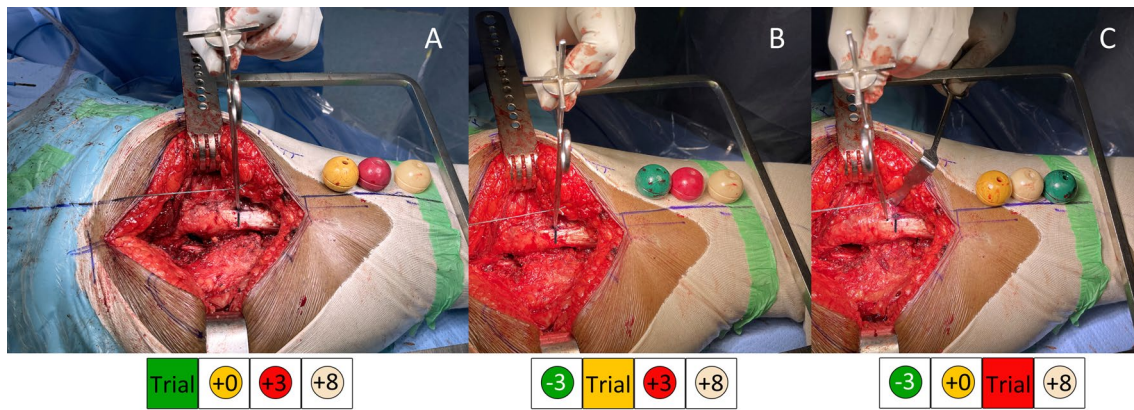 A
B
C
Trial +0 +3 +8
-3 Trial +3 +8
-3 +0 Trial +8